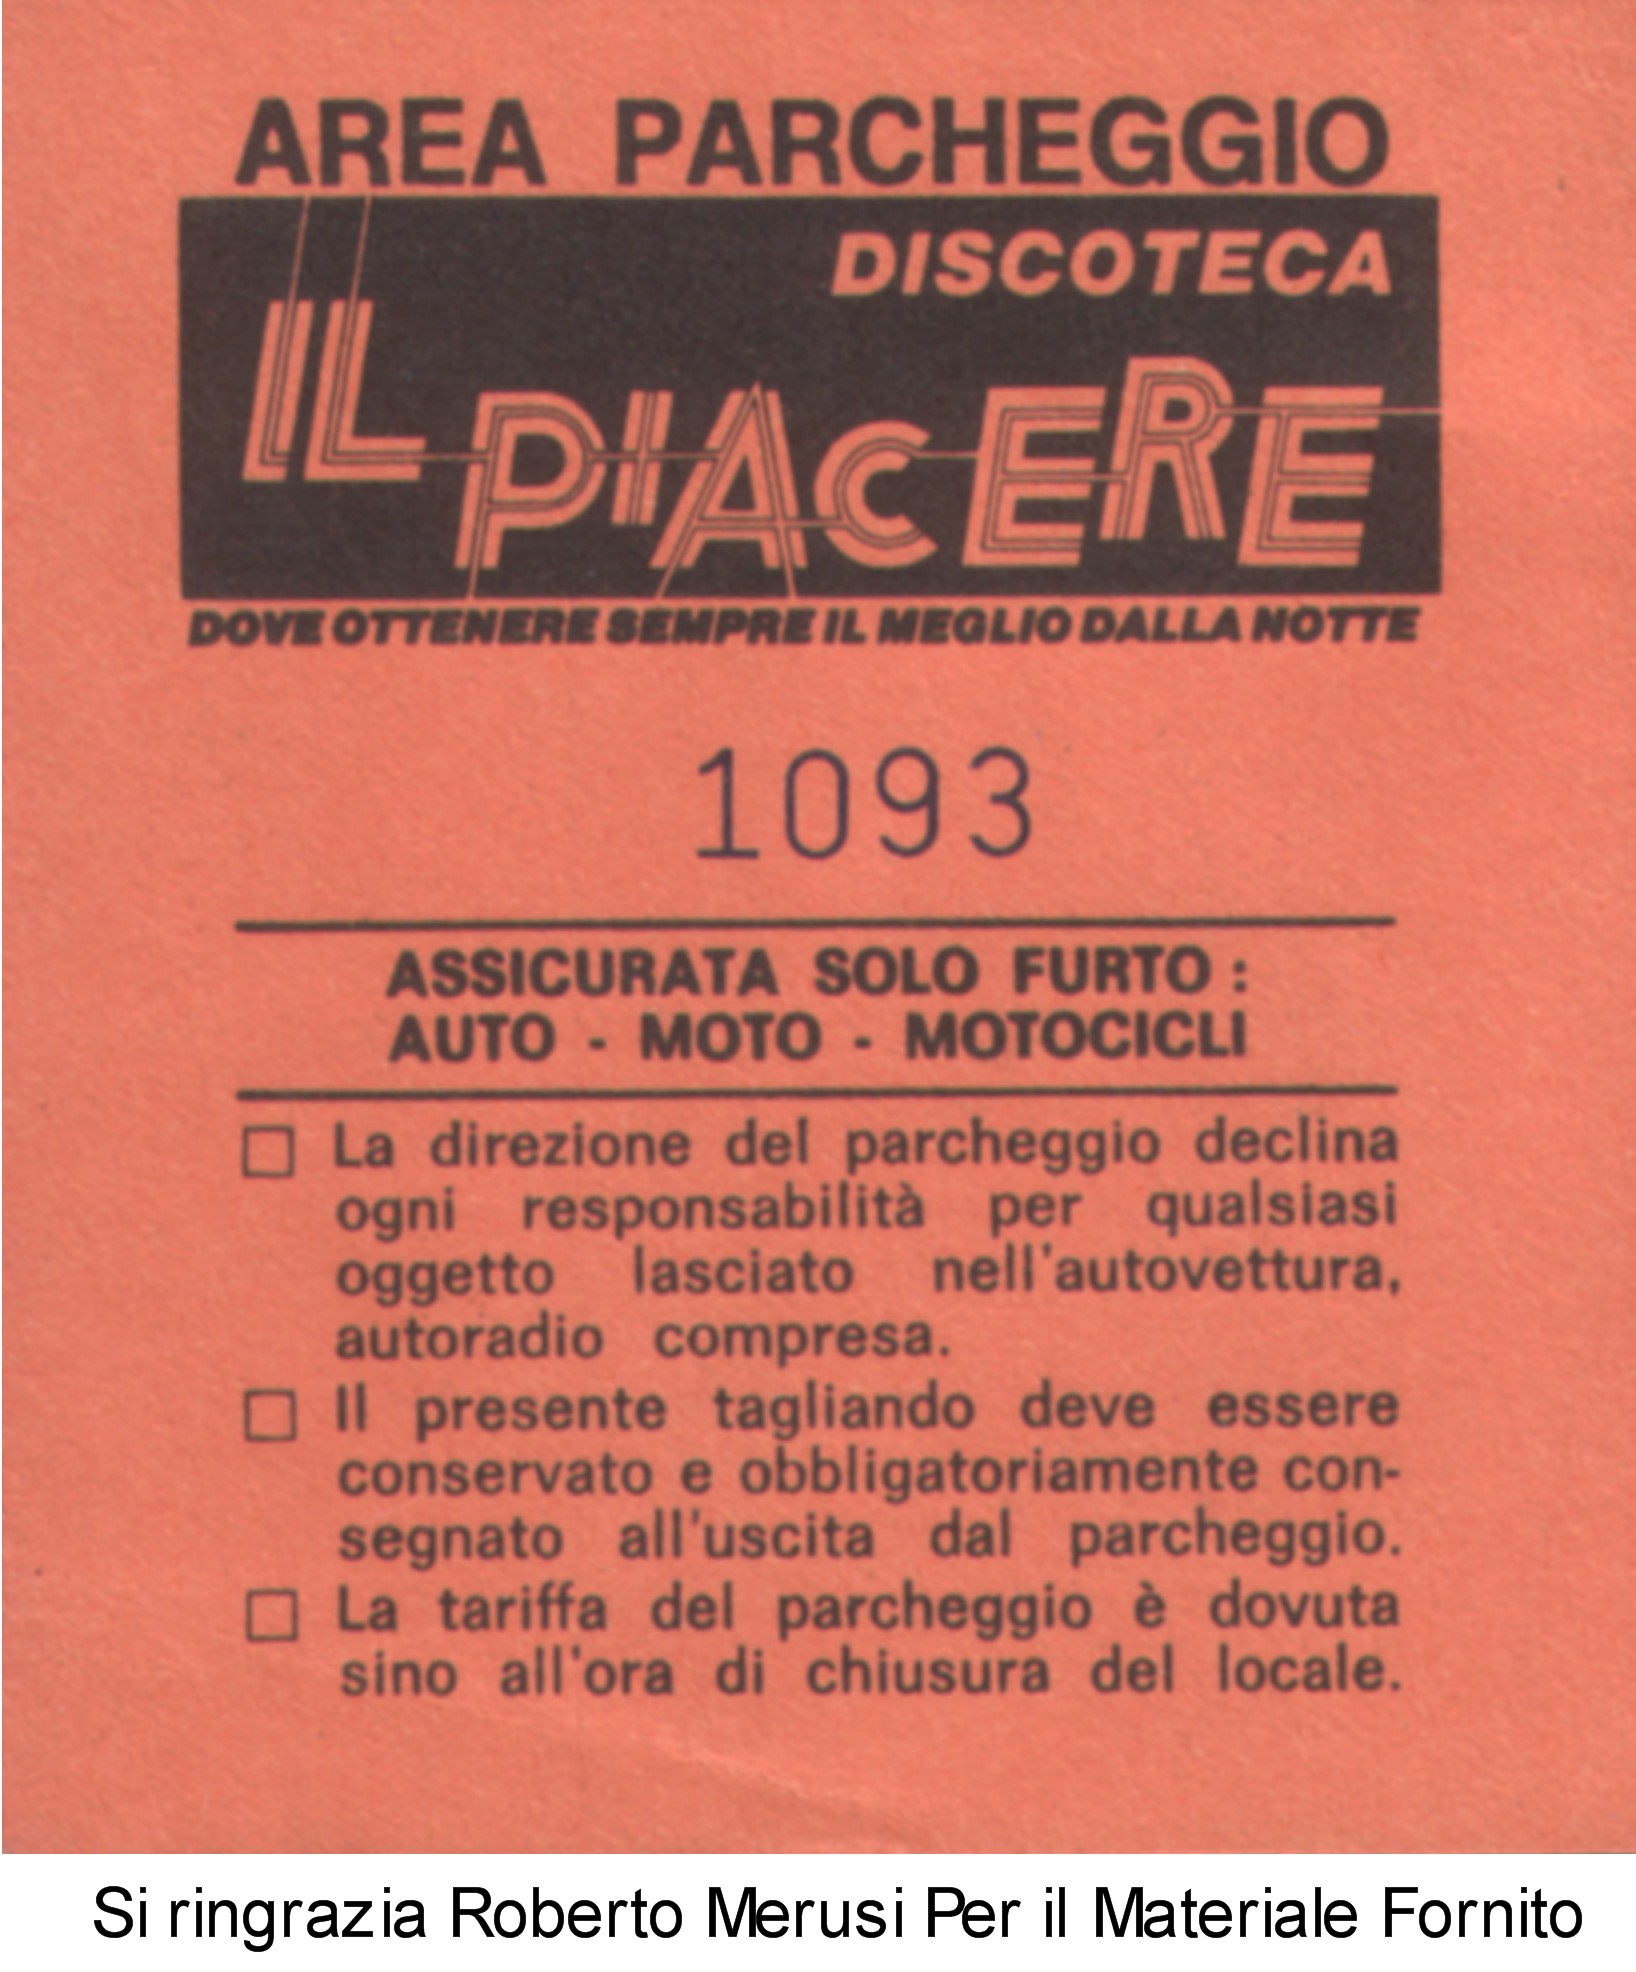 AREA PARCHEGGIO
DISCOTECA
IL PIACERE
DOVE OTTENERE SEMPRE IL MEGLIO DALLA NOTTE
1093
ASSICURATA SOLO FURTO :
AUTO - MOTO - MOTOCICLI
□ La direzione del parcheggio declina
ogni responsabilità per qualsiasi
oggetto lasciato nell'autovettura,
autoradio compresa.
□ Il presente tagliando deve essere
conservato e obbligatoriamente con-
segnato all'uscita dal parcheggio.
□ La tariffa del parcheggio è dovuta
sino all'ora di chiusura del locale.
Si ringrazia Roberto Merusi Per il Materiale Fornito